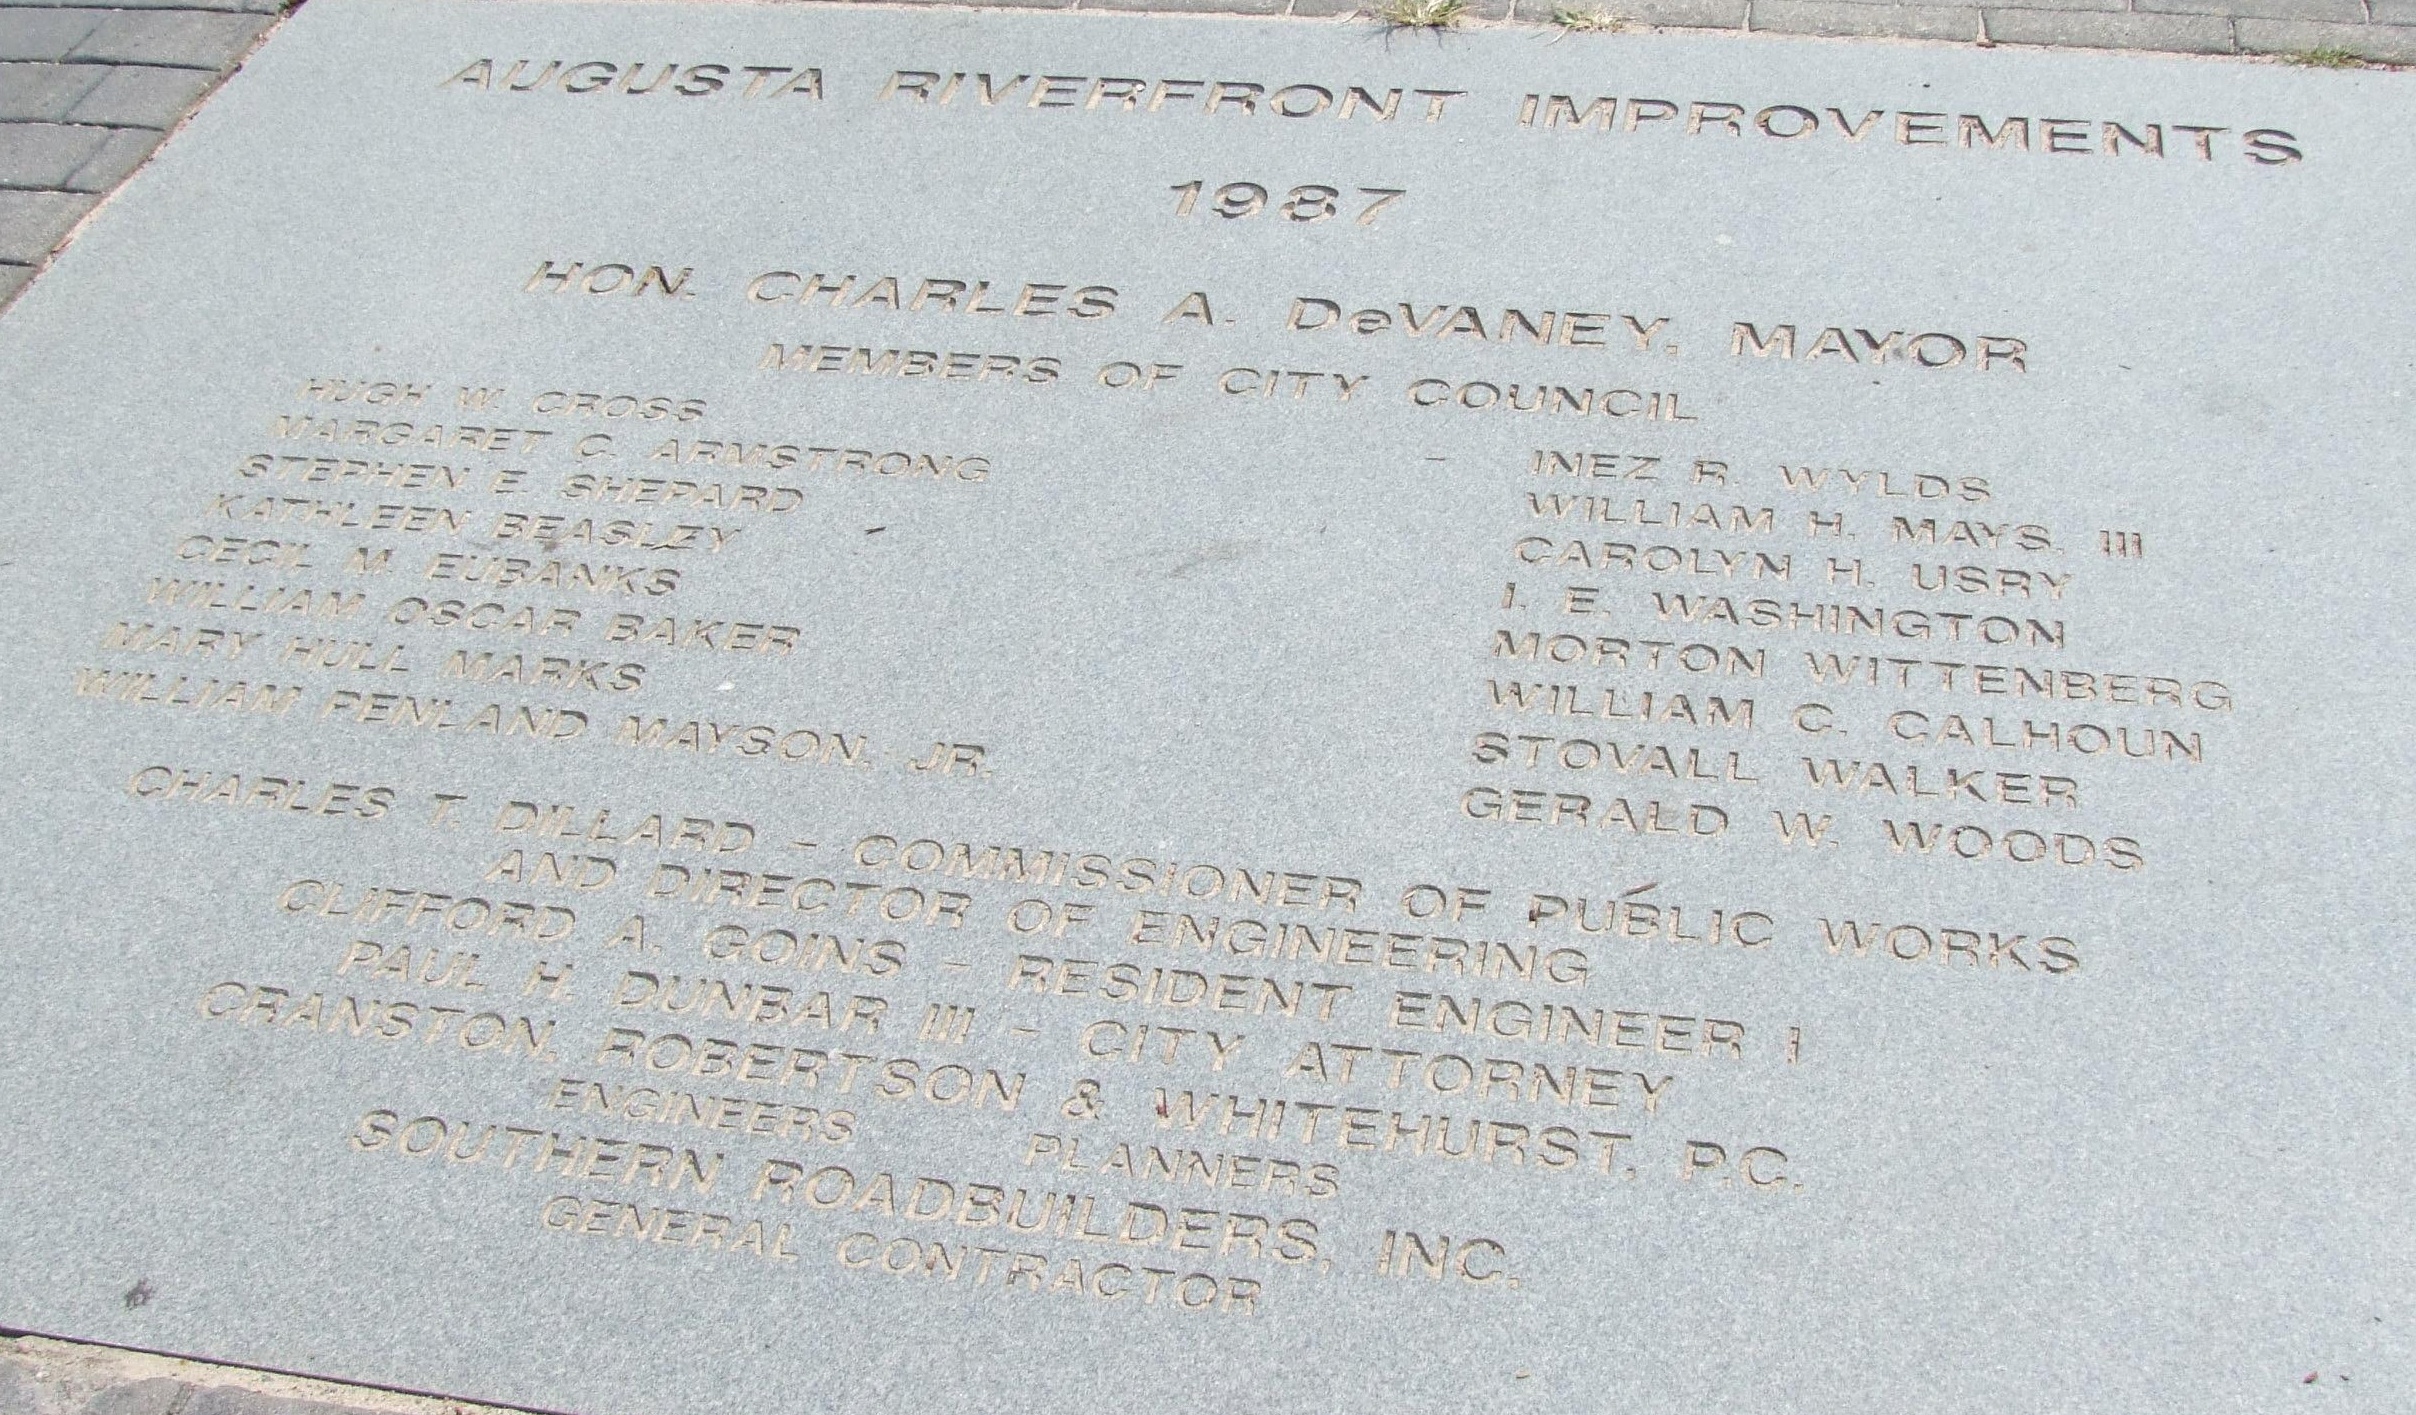 AUGUSTA RIVERFRONT IMPROVEMENTS
1987
HON. CHARLES A. DeVANEY, MAYOR
MEMBERS OF CITY COUNCIL
HUGH W. CROSS
MARGARET C. ARMSTRONG
STEPHEN E. SHEPARD
KATHLEEN BEASLEY
CECIL M. EUBANKS
WILLIAM OSCAR BAKER
MARY HULL MARKS
WILLIAM PENLAND MAYSON, JR.
INEZ R. WYLDS
WILLIAM H. MAYS, III
CAROLYN H. USRY
I. E. WASHINGTON
MORTON WITTENBERG
WILLIAM C. CALHOUN
STOVALL WALKER
GERALD W. WOODS
CHARLES T. DILLARD - COMMISSIONER OF PUBLIC WORKS
AND DIRECTOR OF ENGINEERING
CLIFFORD A. GOINS - RESIDENT ENGINEER I
PAUL H. DUNBAR III - CITY ATTORNEY
CRANSTON, ROBERTSON & WHITEHURST, P.C.
ENGINEERS PLANNERS
SOUTHERN ROADBUILDERS, INC.
GENERAL CONTRACTOR